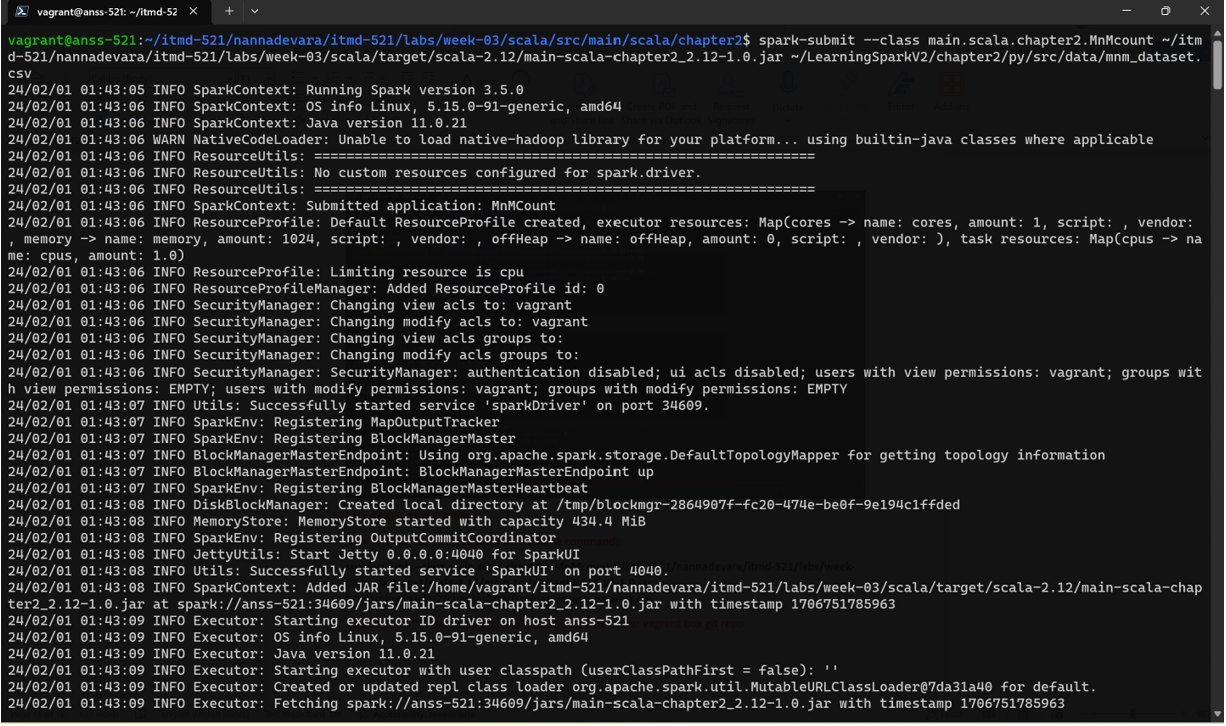 vagrant@anss-521: ~/itmd-52
vagrant@anss-521:~/itmd-521/nannadevara/itmd-521/labs/week-03/scala/src/main/scala/chapter2$ spark-submit --class main.scala.chapter2.MnMcount ~/itm
d-521/nannadevara/itmd-521/labs/week-03/scala/target/scala-2.12/main-scala-chapter2_2.12-1.0.jar ~/LearningSparkV2/chapter2/py/src/data/mnm_dataset.
csv
24/02/01 01:43:05 INFO SparkContext: Running Spark version 3.5.0
24/02/01 01:43:06 INFO SparkContext: OS info Linux, 5.15.0-91-generic, amd64
24/02/01 01:43:06 INFO SparkContext: Java version 11.0.21
24/02/01 01:43:06 WARN NativeCodeLoader: Unable to load native-hadoop library for your platform... using builtin-java classes where applicable
24/02/01 01:43:06 INFO ResourceUtils: ==============================================================
24/02/01 01:43:06 INFO ResourceUtils: No custom resources configured for spark.driver.
24/02/01 01:43:06 INFO ResourceUtils: ==============================================================
24/02/01 01:43:06 INFO SparkContext: Submitted application: MnMCount
24/02/01 01:43:06 INFO ResourceProfile: Default ResourceProfile created, executor resources: Map(cores -> name: cores, amount: 1, script: , vendor:
, memory -> name: memory, amount: 1024, script: , vendor: , offHeap -> name: offHeap, amount: 0, script: , vendor: ), task resources: Map(cpus -> na
me: cpus, amount: 1.0)
24/02/01 01:43:06 INFO ResourceProfile: Limiting resource is cpu
24/02/01 01:43:06 INFO ResourceProfileManager: Added ResourceProfile id: 0
24/02/01 01:43:06 INFO SecurityManager: Changing view acls to: vagrant
24/02/01 01:43:06 INFO SecurityManager: Changing modify acls to: vagrant
24/02/01 01:43:06 INFO SecurityManager: Changing view acls groups to:
24/02/01 01:43:06 INFO SecurityManager: Changing modify acls groups to:
24/02/01 01:43:06 INFO SecurityManager: SecurityManager: authentication disabled; ui acls disabled; users with view permissions: vagrant; groups wit
h view permissions: EMPTY; users with modify permissions: vagrant; groups with modify permissions: EMPTY
24/02/01 01:43:07 INFO Utils: Successfully started service 'sparkDriver' on port 34609.
24/02/01 01:43:07 INFO SparkEnv: Registering MapOutputTracker
24/02/01 01:43:07 INFO SparkEnv: Registering BlockManagerMaster
24/02/01 01:43:07 INFO BlockManagerMasterEndpoint: Using org.apache.spark.storage.DefaultTopologyMapper for getting topology information
24/02/01 01:43:07 INFO BlockManagerMasterEndpoint: BlockManagerMasterEndpoint up
24/02/01 01:43:07 INFO SparkEnv: Registering BlockManagerMasterHeartbeat
24/02/01 01:43:08 INFO DiskBlockManager: Created local directory at /tmp/blockmgr-2864907f-fc20-474e-be0f-9e194c1ffded
24/02/01 01:43:08 INFO MemoryStore: MemoryStore started with capacity 434.4 MiB
24/02/01 01:43:08 INFO SparkEnv: Registering OutputCommitCoordinator
24/02/01 01:43:08 INFO JettyUtils: Start Jetty 0.0.0.0:4040 for SparkUI
24/02/01 01:43:08 INFO Utils: Successfully started service 'SparkUI' on port 4040.
24/02/01 01:43:08 INFO SparkContext: Added JAR file:/home/vagrant/itmd-521/nannadevara/itmd-521/labs/week-03/scala/target/scala-2.12/main-scala-chap
ter2_2.12-1.0.jar at spark://anss-521:34609/jars/main-scala-chapter2_2.12-1.0.jar with timestamp 1706751785963
24/02/01 01:43:09 INFO Executor: Starting executor ID driver on host anss-521
24/02/01 01:43:09 INFO Executor: OS info Linux, 5.15.0-91-generic, amd64
24/02/01 01:43:09 INFO Executor: Java version 11.0.21
24/02/01 01:43:09 INFO Executor: Starting executor with user classpath (userClassPathFirst = false): ''
24/02/01 01:43:09 INFO Executor: Created or updated repl class loader org.apache.spark.util.MutableURLClassLoader@7da31a40 for default.
24/02/01 01:43:09 INFO Executor: Fetching spark://anss-521:34609/jars/main-scala-chapter2_2.12-1.0.jar with timestamp 1706751785963